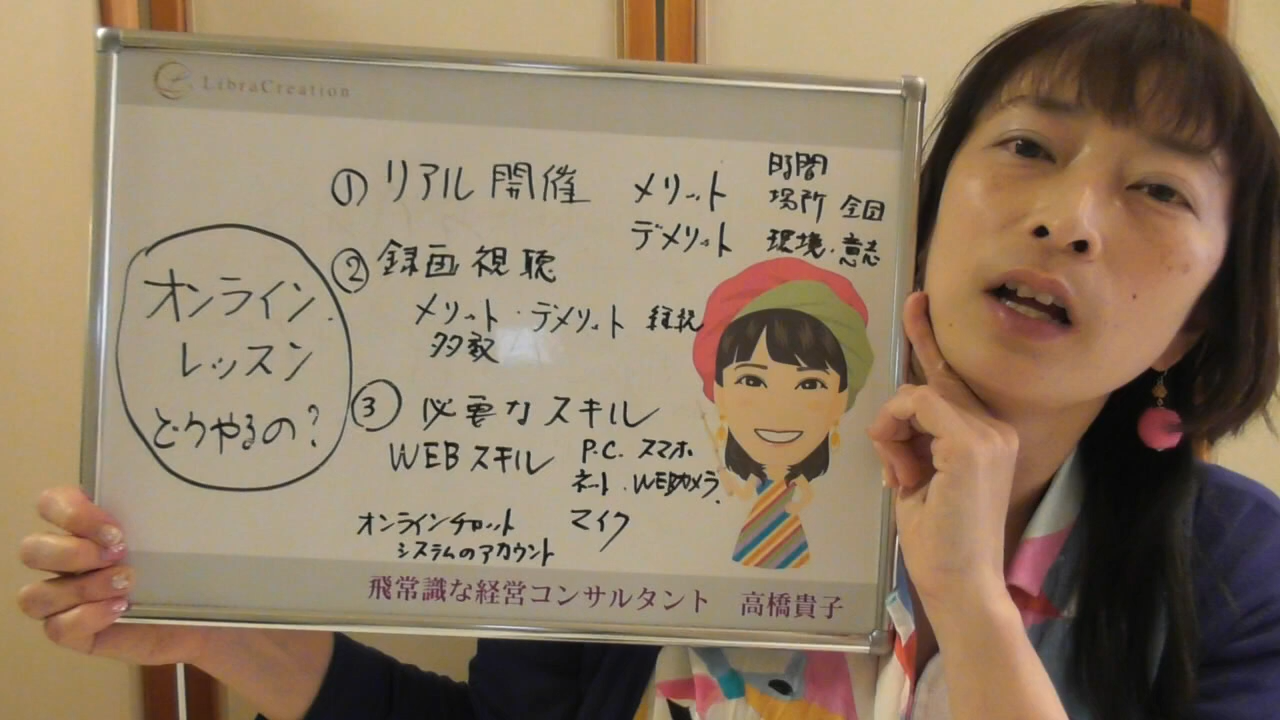 LibraCreation
オンライン
レッスン
どうやるの?
① リアル開催 メリット 時間
場所 全国
デメリット 環境・意志
② 録画視聴
メリット・デメリット 継続
多数
③ 必要なスキル
WEBスキル P.C. スマホ
ネット・WEBカメラ
オンラインチャット マイク
システムのアカウント
飛常識な経営コンサルタント 高橋貴子